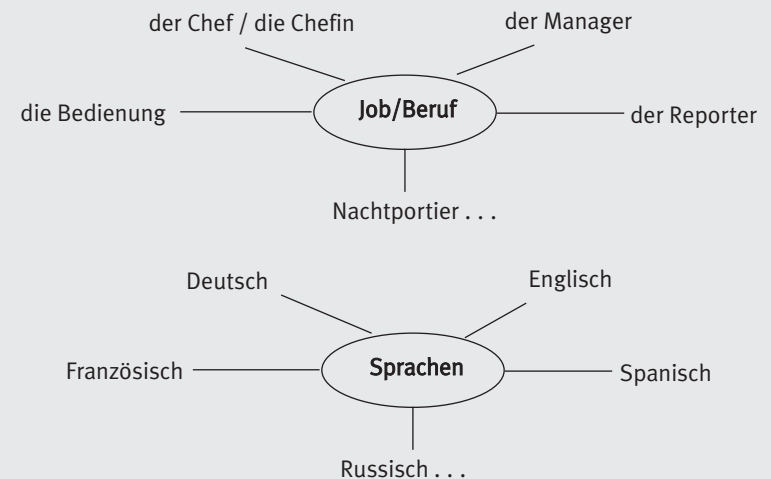 der Chef / die Chefin
der Manager
die Bedienung
Job/Beruf
der Reporter
Nachtportier . . .
Deutsch
Englisch
Französisch
Sprachen
Spanisch
Russisch . . .